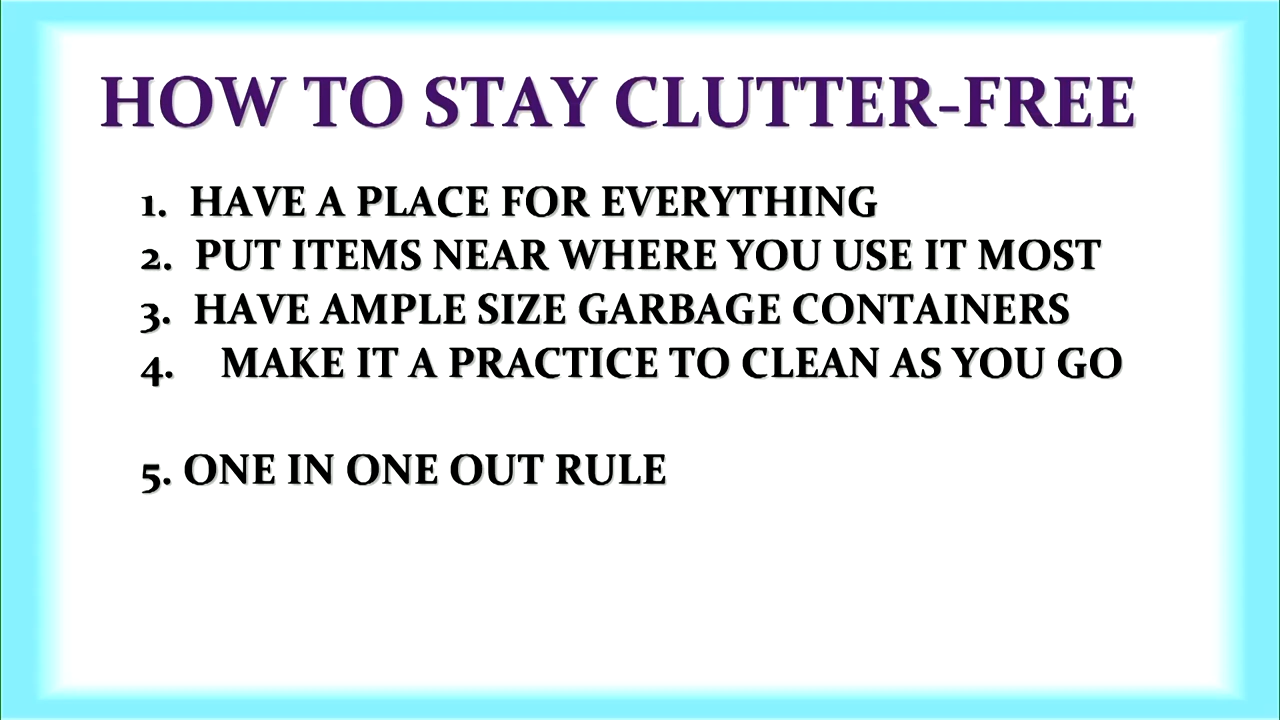 HOW TO STAY CLUTTER-FREE
1. HAVE A PLACE FOR EVERYTHING
2. PUT ITEMS NEAR WHERE YOU USE IT MOST
3. HAVE AMPLE SIZE GARBAGE CONTAINERS
4. MAKE IT A PRACTICE TO CLEAN AS YOU GO
5. ONE IN ONE OUT RULE